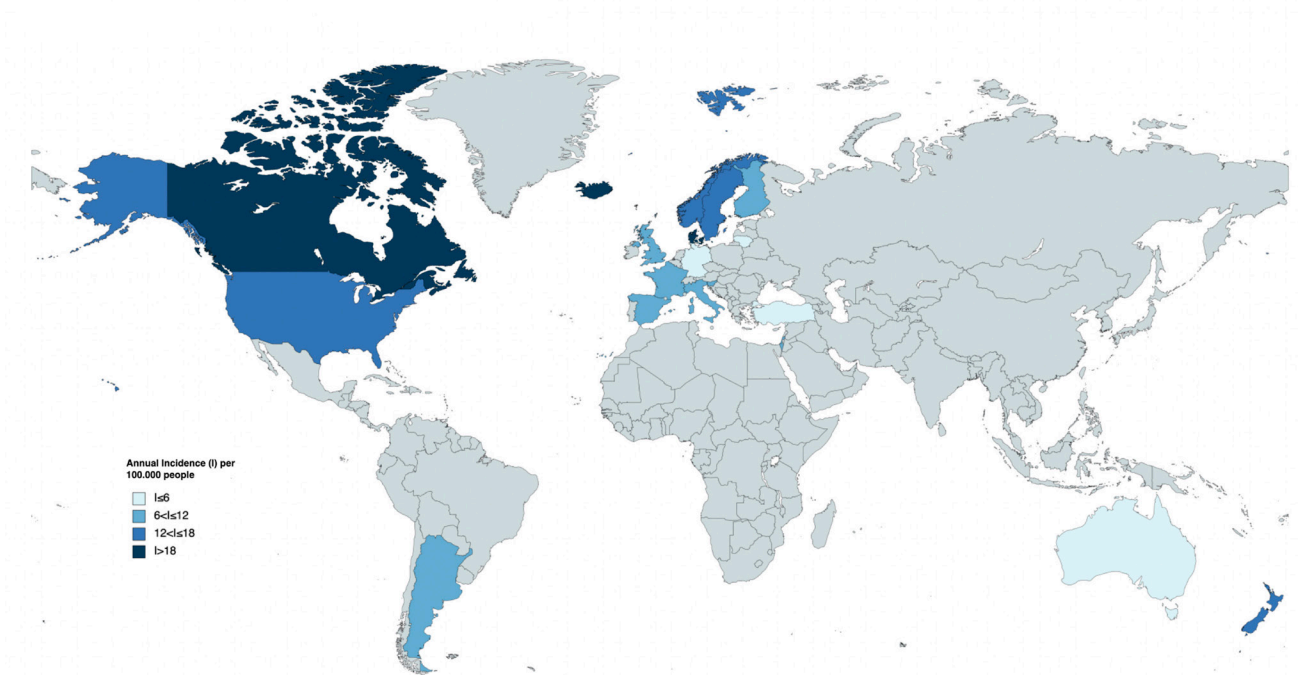 Annual Incidence (I) per
100.000 people
I≤6
6<I≤12
12<I≤18
I>18